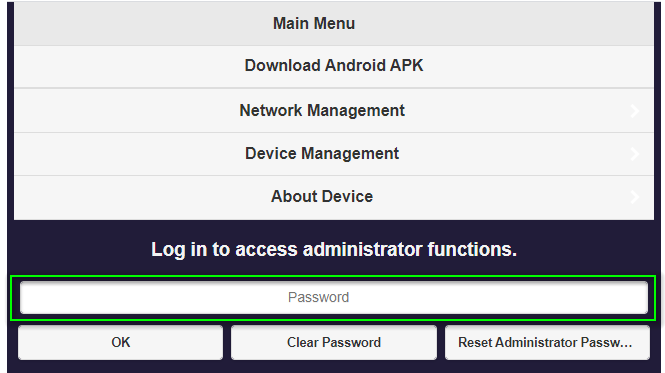 Main Menu
Download Android APK
Network Management
Device Management
About Device
Log in to access administrator functions.
Password
OK
Clear Password
Reset Administrator Passw...